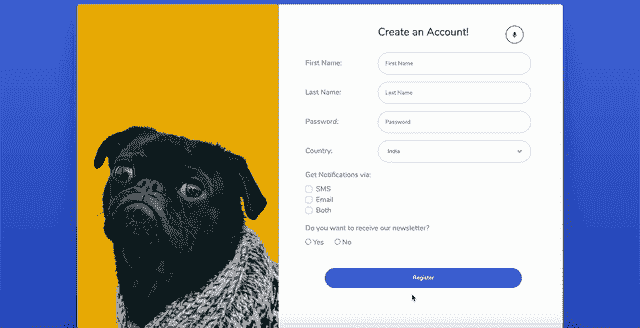 Create an Account!
First Name: First Name
Last Name: Last Name
Password: Password
Country: India
Get Notifications via:
SMS
Email
Both
Do you want to receive our newsletter?
Yes No
Register